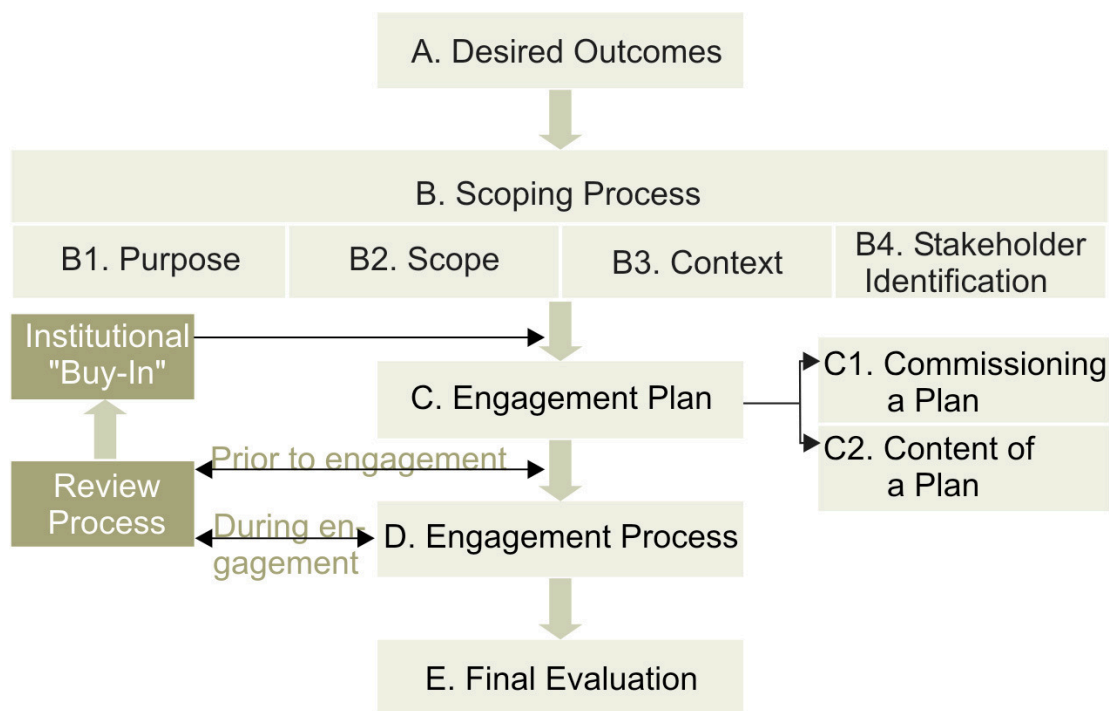 A. Desired Outcomes
B. Scoping Process
B1. Purpose
B2. Scope
B3. Context
B4. Stakeholder
Identification
Institutional
"Buy-In"
C. Engagement Plan
C1. Commissioning
a Plan
C2. Content of
a Plan
Prior to engagement
Review
Process
During en-
gagement
D. Engagement Process
E. Final Evaluation